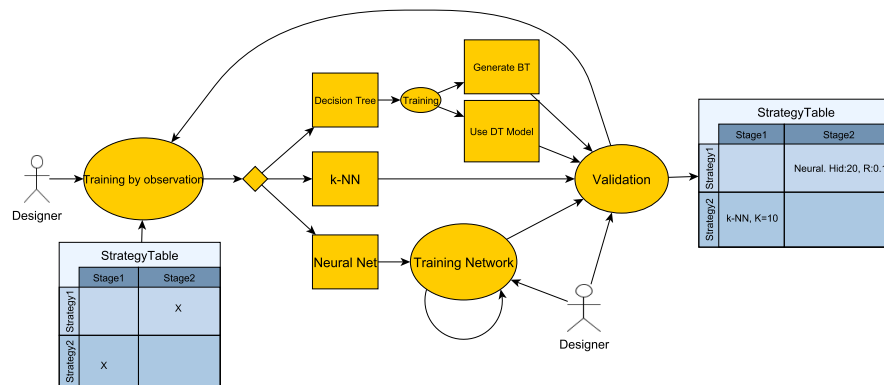 Designer
Training by observation
StrategyTable
Stage1 Stage2
Strategy1 X
Strategy2 X
Decision Tree
Training
Generate BT
Use DT Model
k-NN
Neural Net
Training Network
Validation
Designer
StrategyTable
Stage1 Stage2
Strategy1 Neural. Hid:20, R:0.1
Strategy2 k-NN, K=10